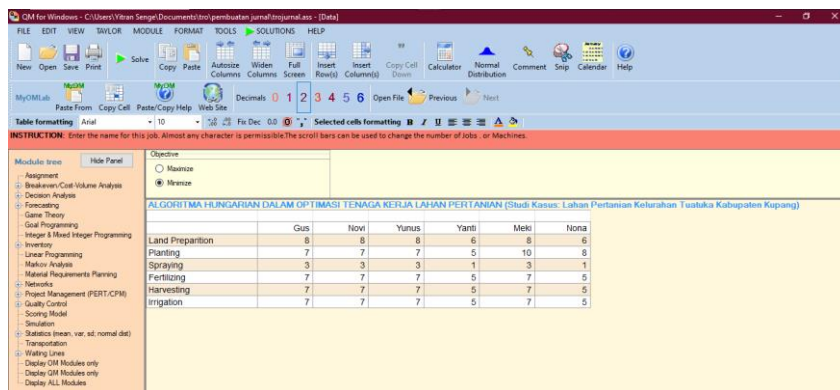 QM for Windows - C:\Users\Yitran Senge\Documents\tro\pembuatan jurnal\trojurnal.ass - [Data]
FILE EDIT VIEW TAYLOR MODULE FORMAT TOOLS SOLUTIONS HELP
New Open Save Print Solve Copy Paste Autosize Columns Widen Columns Full Screen Insert Row(s) Insert Column(s) Copy Cell Down Calculator Normal Distribution Comment Snip Calendar Help
MyOMLab Paste From Copy Cell Paste/Copy Help Web Site Decimals 0 1 2 3 4 5 6 Open File Previous Next
Table formatting Arial 10 Fix Dec 0.0 Selected cells formatting B I U
INSTRUCTION: Enter the name for this job. Almost any character is permissible.The scroll bars can be used to change the number of Jobs . or Machines.
Module tree Hide Panel
Assignment
Breakeven/Cost-Volume Analysis
Decision Analysis
Forecasting
Game Theory
Goal Programming
Integer & Mixed Integer Programming
Inventory
Linear Programming
Markov Analysis
Material Requirements Planning
Networks
Project Management (PERT/CPM)
Quality Control
Scoring Model
Simulation
Statistics (mean, var, sd; normal dist)
Transportation
Waiting Lines
Display OM Modules only
Display QM Modules only
Display ALL Modules
Objective
Maximize
Minimize
ALGORITMA HUNGARIAN DALAM OPTIMASI TENAGA KERJA LAHAN PERTANIAN (Studi Kasus: Lahan Pertanian Kelurahan Tuatuka Kabupaten Kupang)
Gus Novi Yunus Yanti Meki Nona
Land Preparition 8 8 8 6 8 6
Planting 7 7 7 5 10 8
Spraying 3 3 3 1 3 1
Fertilizing 7 7 7 5 7 5
Harvesting 7 7 7 5 7 5
Irrigation 7 7 7 5 7 5